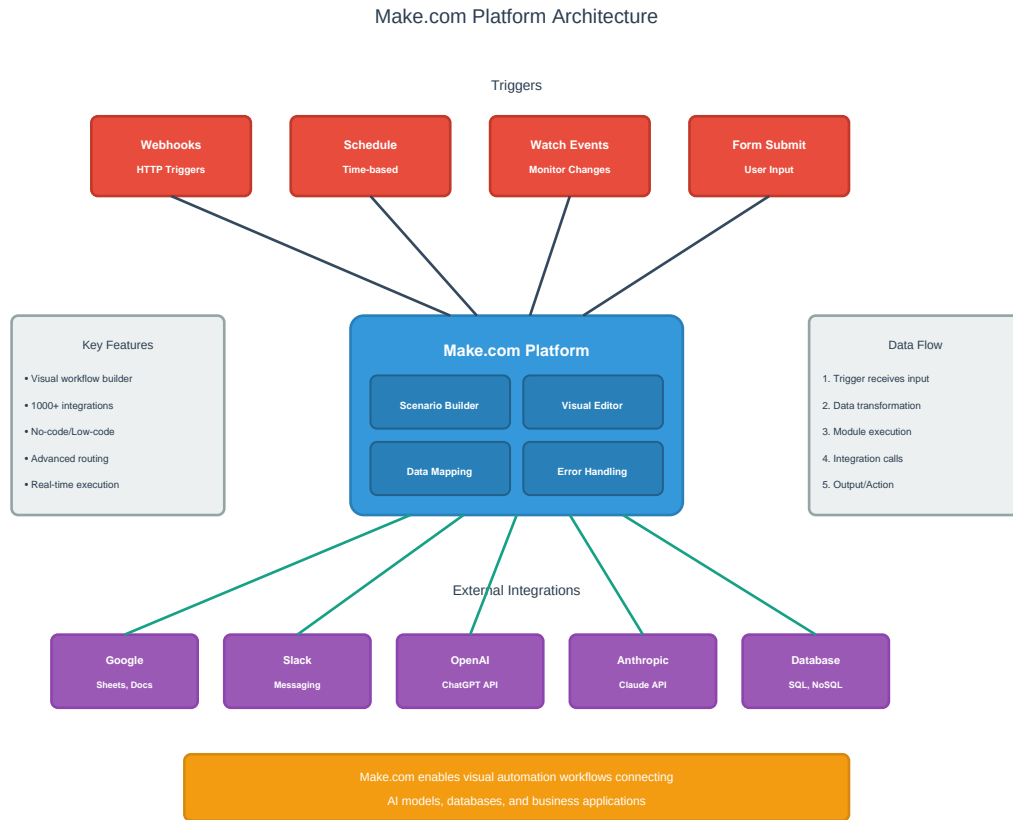 Make.com Platform Architecture
Triggers
Webhooks
HTTP Triggers
Schedule
Time-based
Watch Events
Monitor Changes
Form Submit
User Input
Key Features
• Visual workflow builder
• 1000+ integrations
• No-code/Low-code
• Advanced routing
• Real-time execution
Make.com Platform
Scenario Builder
Visual Editor
Data Mapping
Error Handling
Data Flow
1. Trigger receives input
2. Data transformation
3. Module execution
4. Integration calls
5. Output/Action
External Integrations
Google
Sheets, Docs
Slack
Messaging
OpenAI
ChatGPT API
Anthropic
Claude API
Database
SQL, NoSQL
Make.com enables visual automation workflows connecting
AI models, databases, and business applications